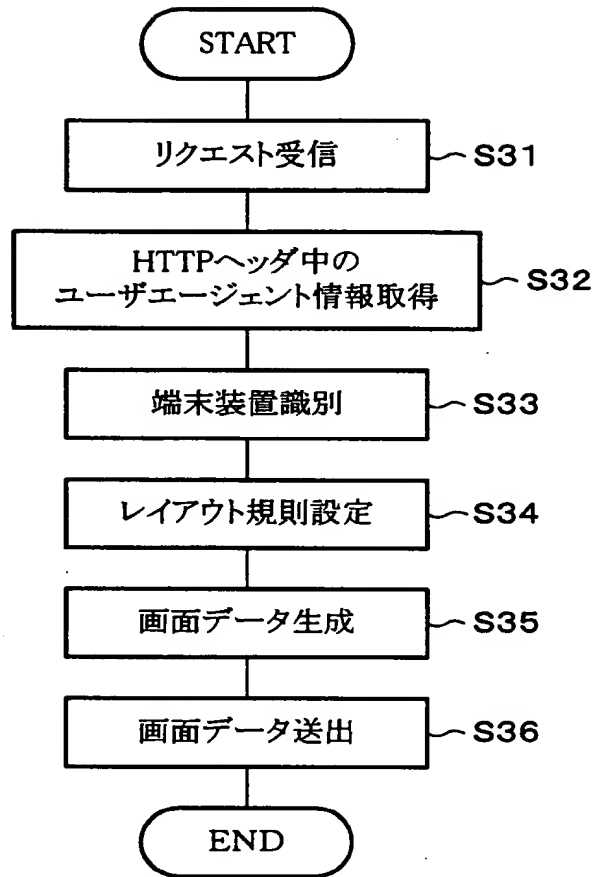 START
リクエスト受信
S31
HTTPヘッダ中の
ユーザエージェント情報取得
S32
端末装置識別
S33
レイアウト規則設定
S34
画面データ生成
S35
画面データ送出
S36
END